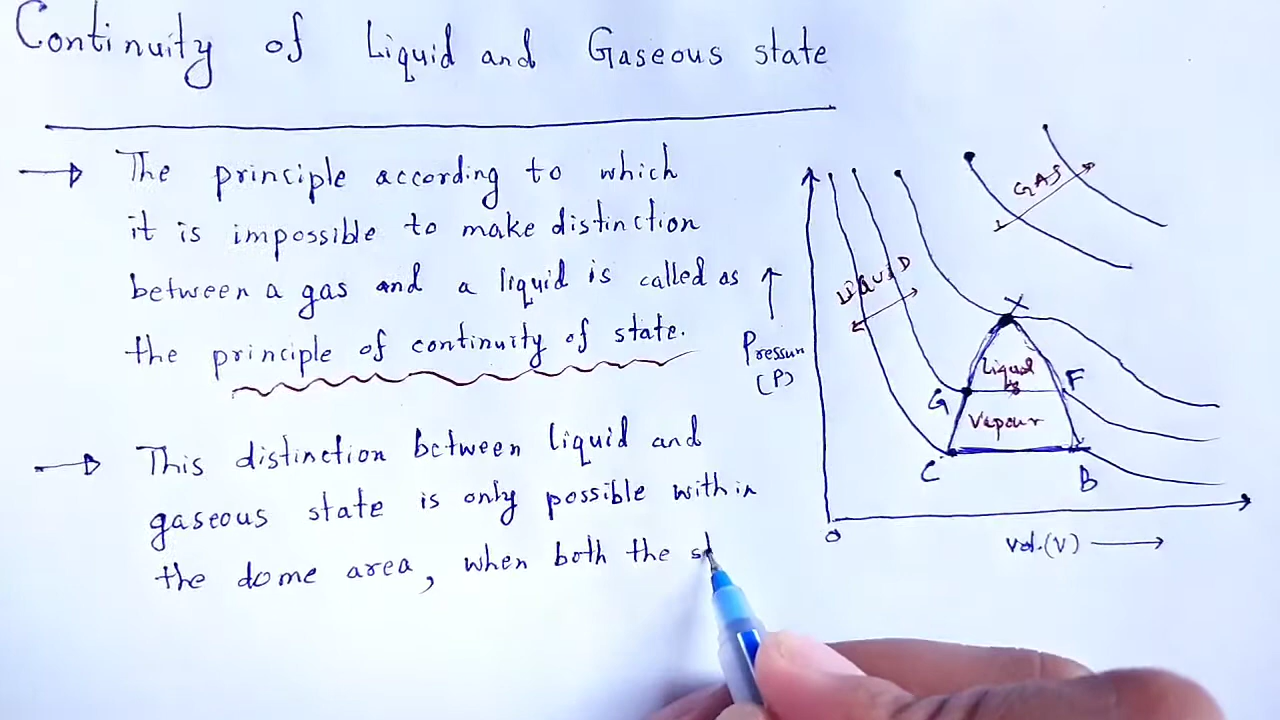 Continuity of Liquid and Gaseous state
The principle according to which
it is impossible to make distinction
between a gas and a liquid is called as
the principle of continuity of state.
This distinction between liquid and
gaseous state is only possible within
the dome area, when both the st
GAS
LIQUID
X
Pressure
(P)
Liquid
G
F
Vapour
C
B
O
Vol.(V)